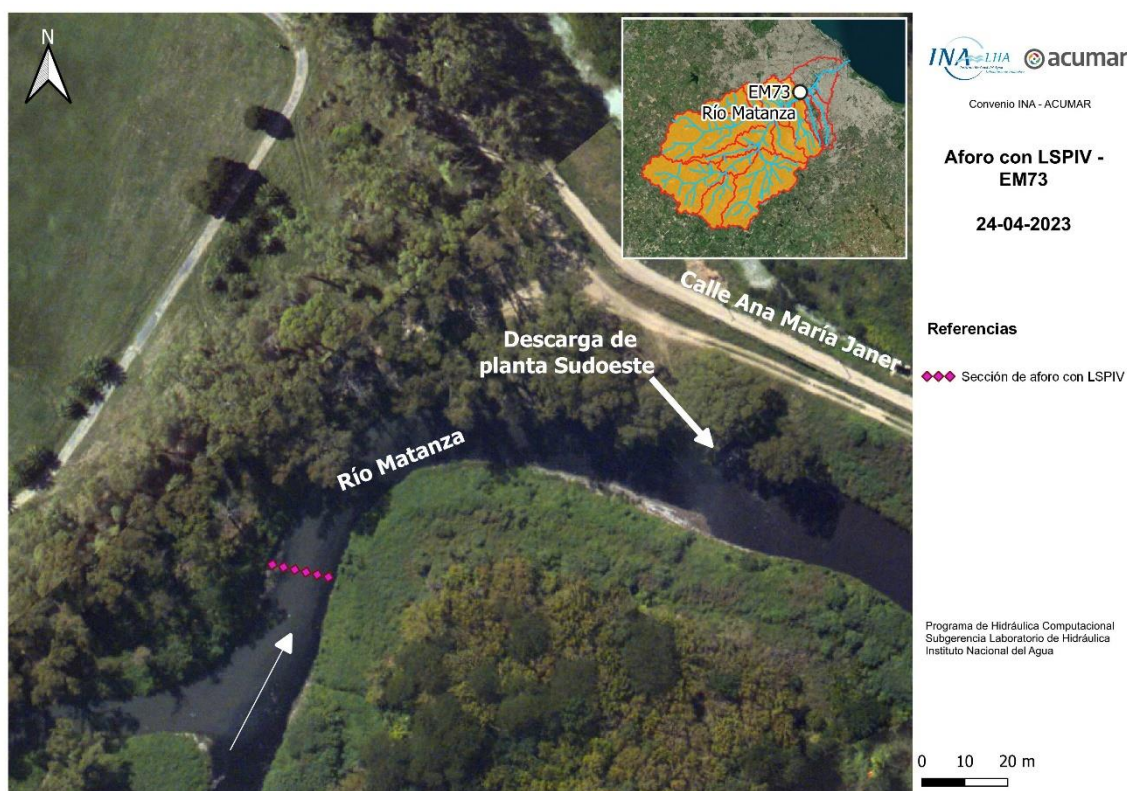 N
EM73
Río Matanza
Calle Ana María Janer
Descarga de
planta Sudoeste
Río Matanza
INA LHA
acumar
Convenio INA - ACUMAR
Aforo con LSPIV -
EM73
24-04-2023
Referencias
Sección de aforo con LSPIV
Programa de Hidráulica Computacional
Subgerencia Laboratorio de Hidráulica
Instituto Nacional del Agua
0 10 20 m